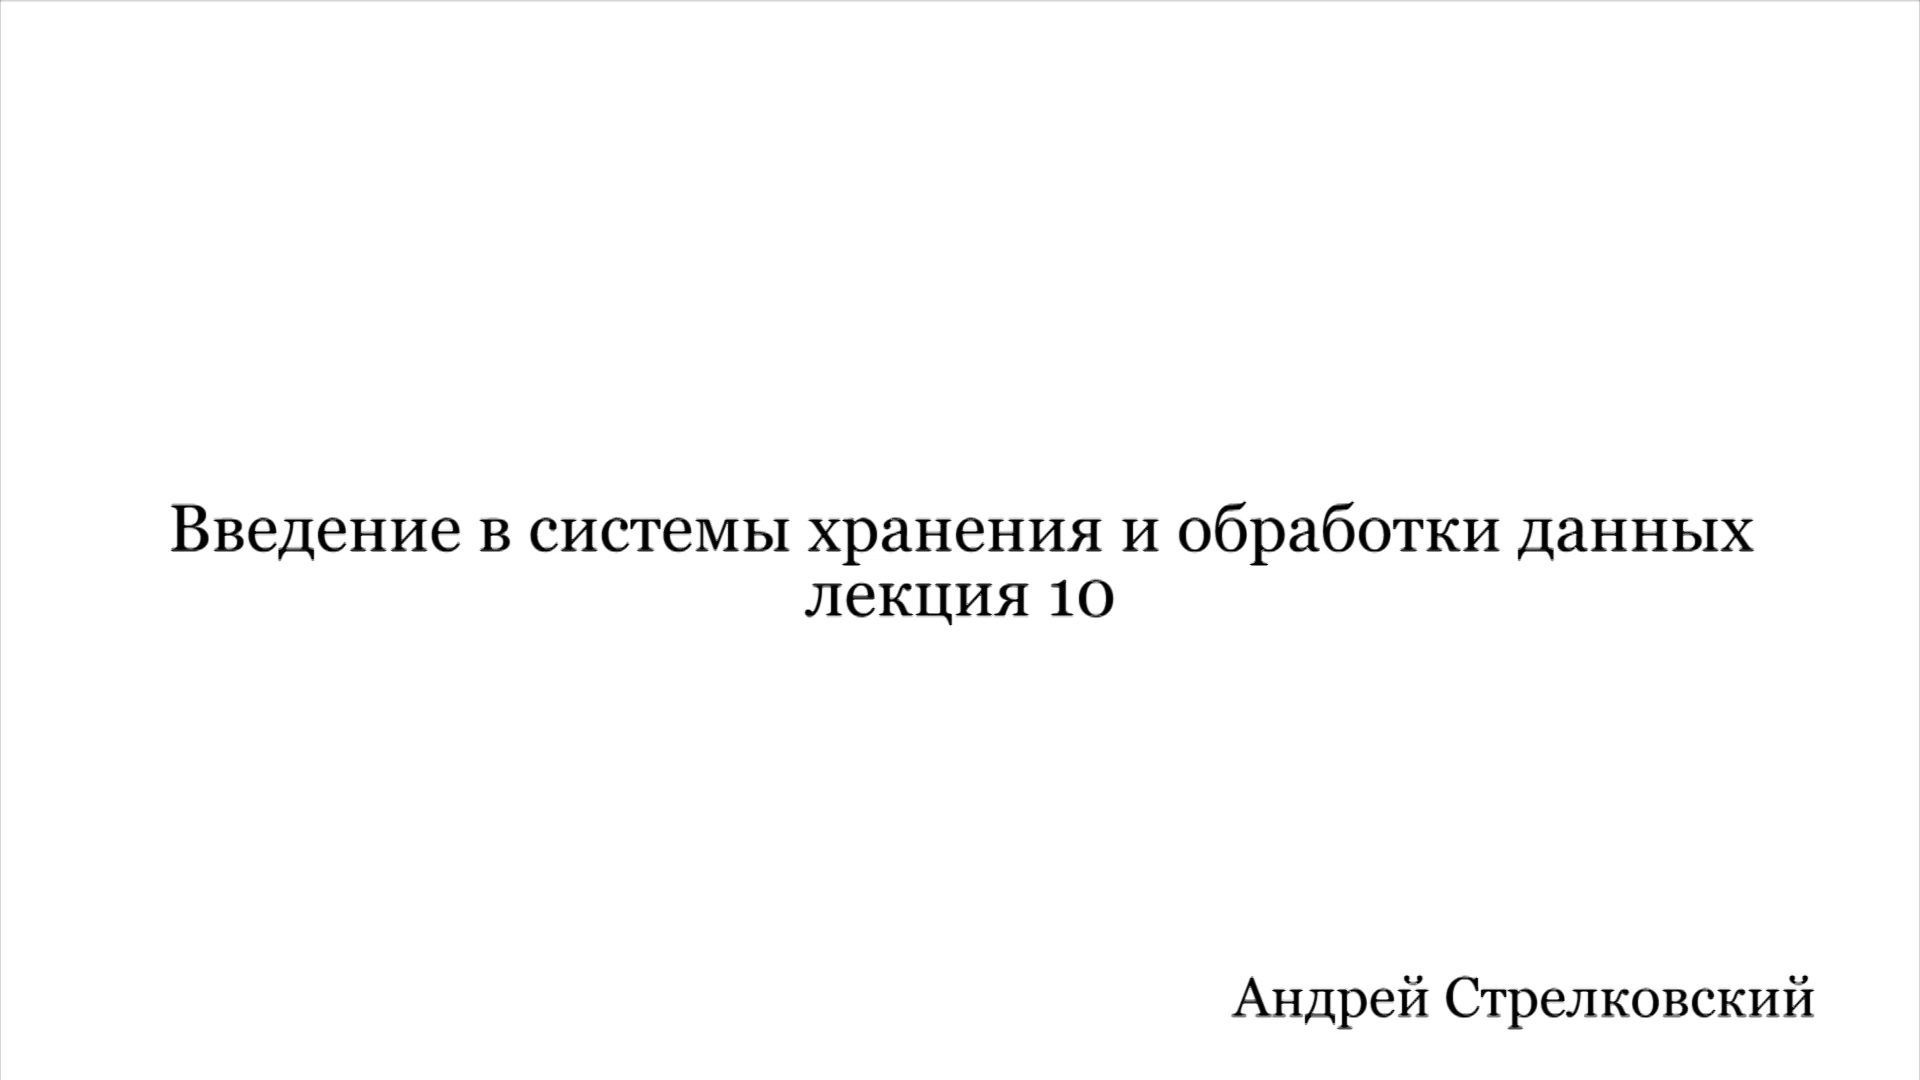 Введение в системы хранения и обработки данных
лекция 10
Андрей Стрелковский